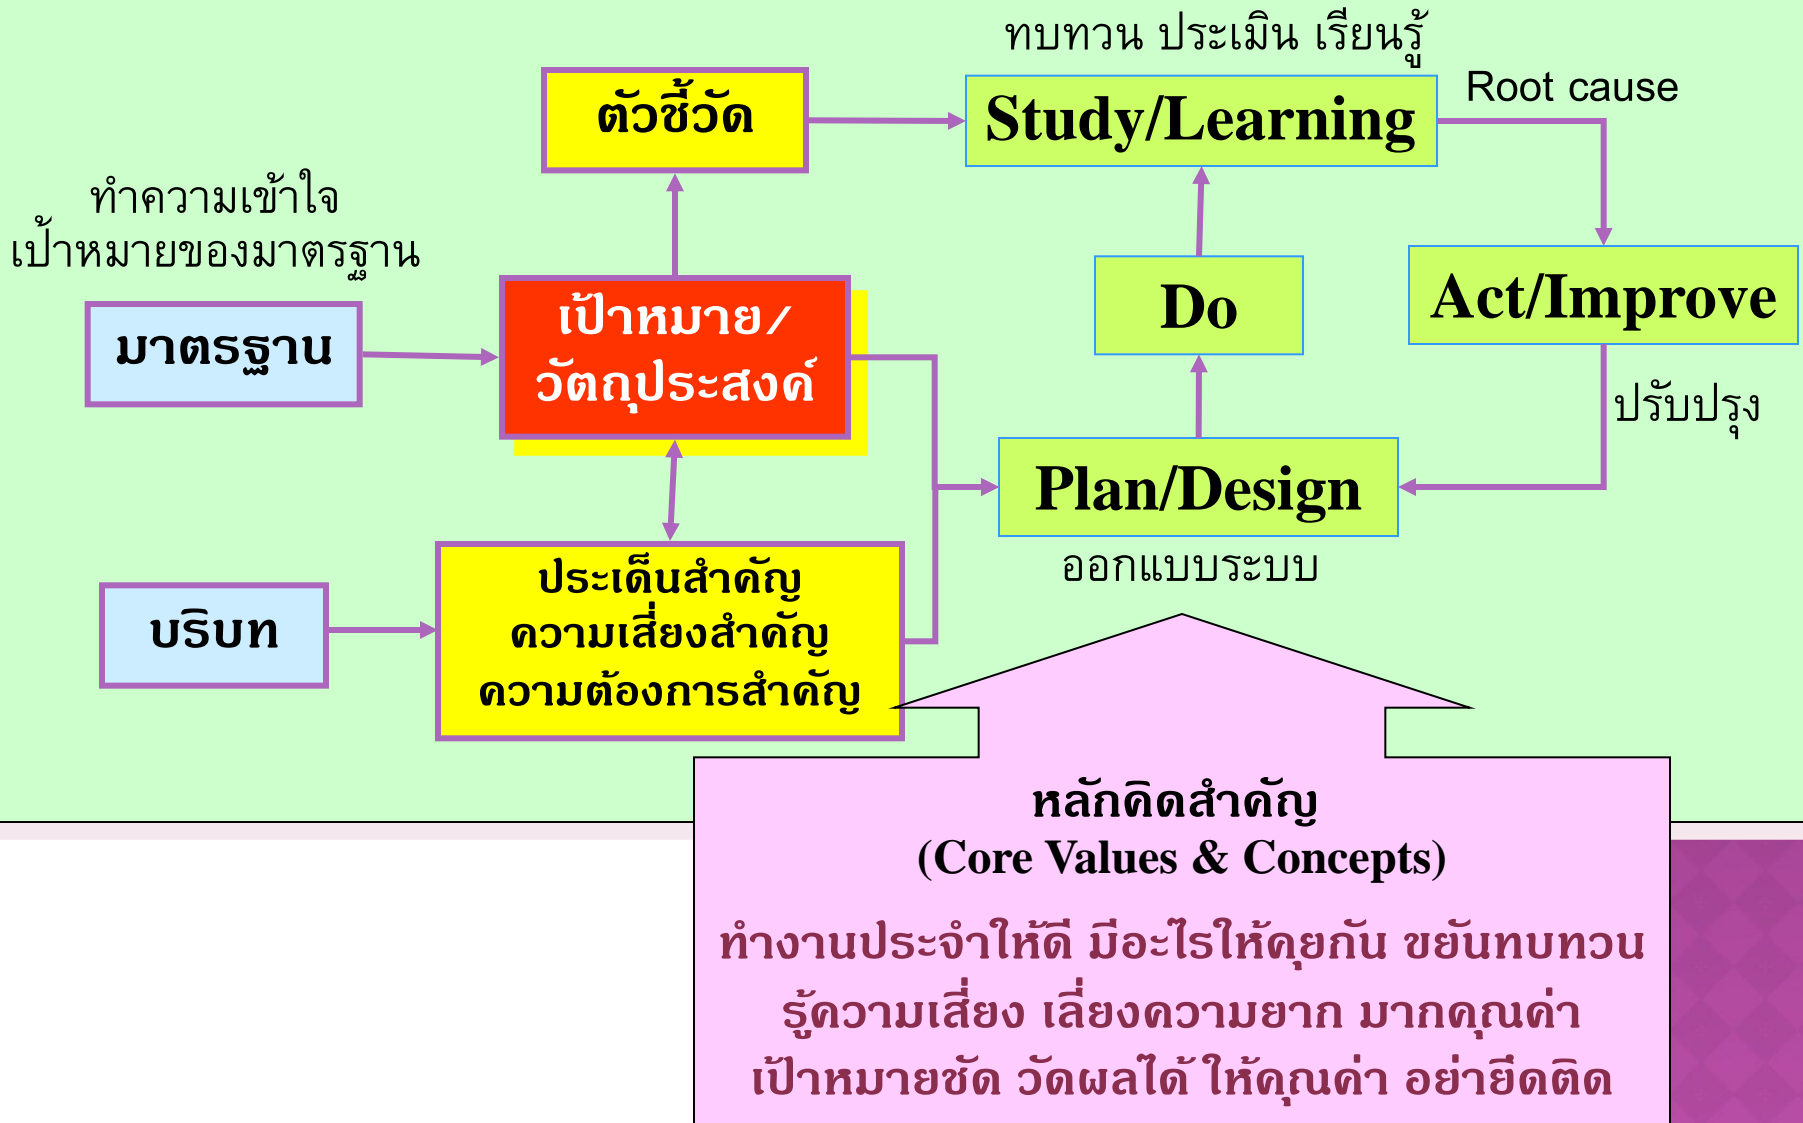 ทบทวน ประเมิน เรียนรู้
ตัวชี้วัด
Study/Learning
Root cause
ทำความเข้าใจ
เป้าหมายของมาตรฐาน
มาตรฐาน
เป้าหมาย/
วัตถุประสงค์
Do
Act/Improve
ปรับปรุง
Plan/Design
ออกแบบระบบ
บริบท
ประเด็นสำคัญ
ความเสี่ยงสำคัญ
ความต้องการสำคัญ
หลักคิดสำคัญ
(Core Values & Concepts)
ทำงานประจำให้ดี มีอะไรให้คุยกัน ขยันทบทวน
รู้ความเสี่ยง เลี่ยงความยาก มากคุณค่า
เป้าหมายชัด วัดผลได้ ให้คุณค่า อย่ายึดติด